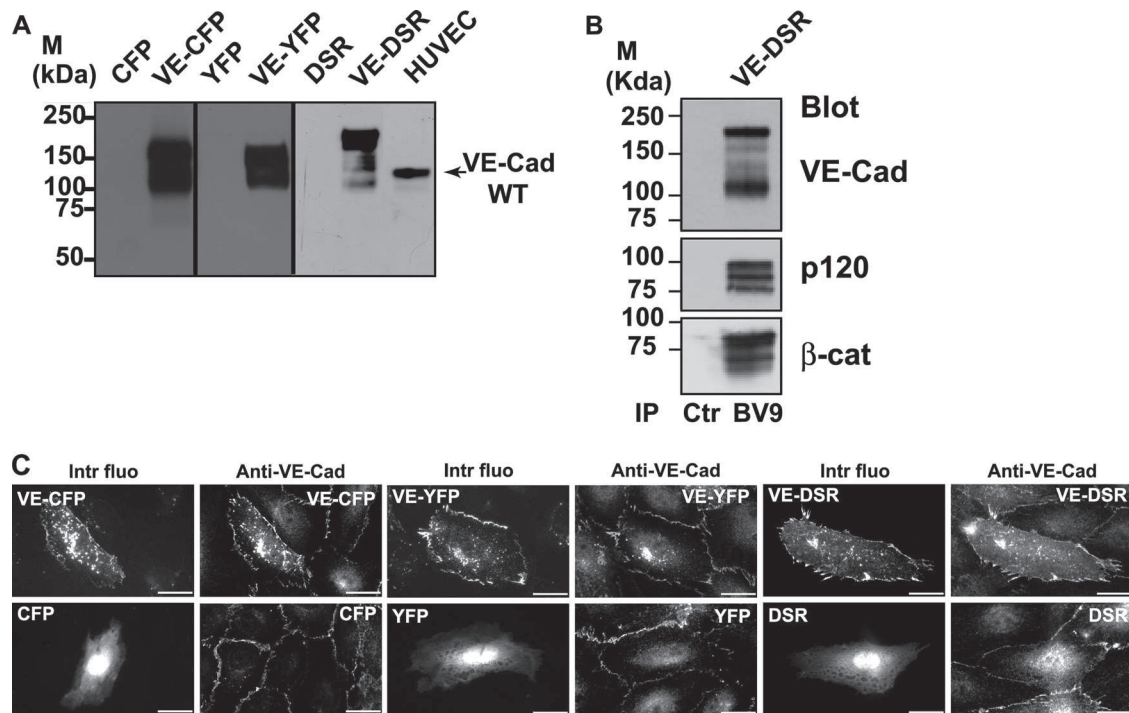 A
M
(kDa)
CFP
VE-CFP
YFP
VE-YFP
DSR
VE-DSR
HUVEC
250
150
100
75
50
VE-Cad
WT
B
M
(Kda)
VE-DSR
Blot
250
150
100
75
VE-Cad
100
75
p120
100
75
β-cat
IP Ctr BV9
C
Intr fluo Anti-VE-Cad Intr fluo Anti-VE-Cad Intr fluo Anti-VE-Cad
VE-CFP VE-CFP VE-YFP VE-YFP VE-DSR VE-DSR
CFP CFP YFP YFP DSR DSR